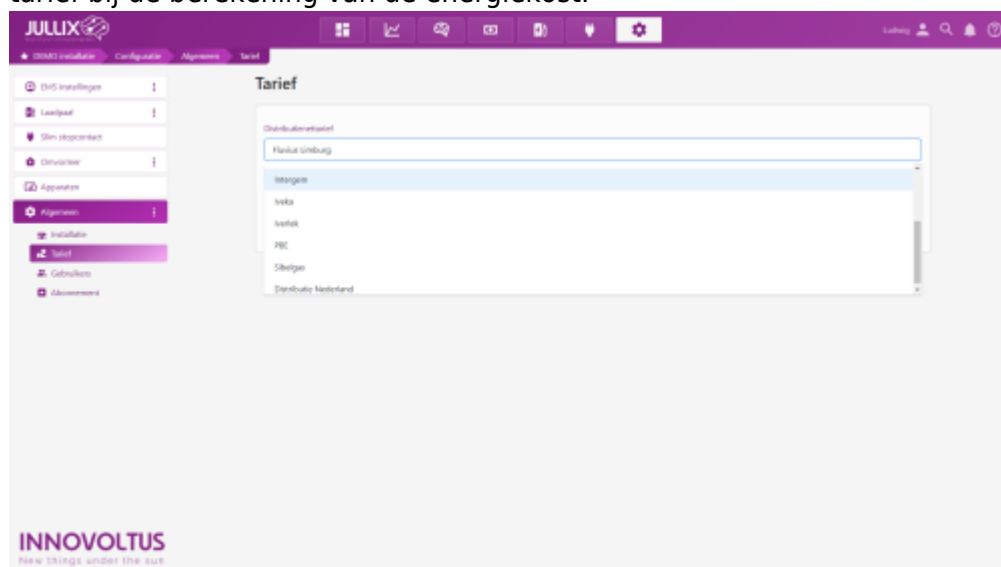 tarief bij de berekening van de energiekost.
JULLIX
Ludwig
DEMO installatie
Configuratie
Algemeen
Tarief
EMS instellingen
Laadpaal
Slim stopcontact
Omvormer
Apparaten
Algemeen
Installatie
Tarief
Gebruikers
Abonnement
Tarief
Distributienettarief
Fluvius Limburg
Intergem
Iveka
Iverlek
PBE
Sibelgas
Distributie Nederland
INNOVOLTUS
New things under the sun